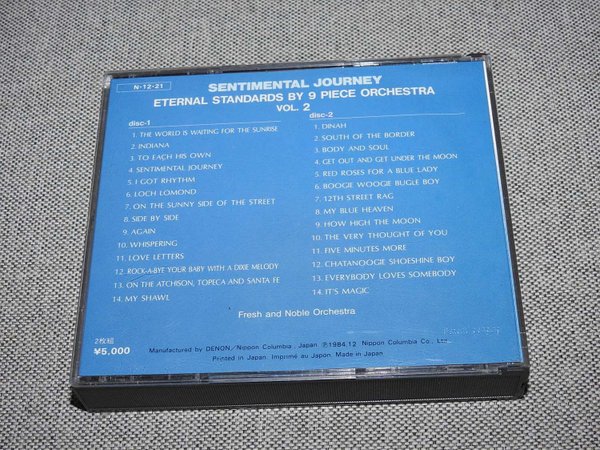 N-12-21
SENTIMENTAL JOURNEY
ETERNAL STANDARDS BY 9 PIECE ORCHESTRA
VOL. 2
disc-1
1. THE WORLD IS WAITING FOR THE SUNRISE
2. INDIANA
3. TO EACH HIS OWN
4. SENTIMENTAL JOURNEY
5. I GOT RHYTHM
6. LOCH LOMOND
7. ON THE SUNNY SIDE OF THE STREET
8. SIDE BY SIDE
9. AGAIN
10. WHISPERING
11. LOVE LETTERS
12. ROCK-A-BYE YOUR BABY WITH A DIXIE MELODY
13. ON THE ATCHISON, TOPECA AND SANTA FE
14. MY SHAWL
disc-2
1. DINAH
2. SOUTH OF THE BORDER
3. BODY AND SOUL
4. GET OUT AND GET UNDER THE MOON
5. RED ROSES FOR A BLUE LADY
6. BOOGIE WOOGIE BUGLE BOY
7. 12TH STREET RAG
8. MY BLUE HEAVEN
9. HOW HIGH THE MOON
10. THE VERY THOUGHT OF YOU
11. FIVE MINUTES MORE
12. CHATANOOGIE SHOESHINE BOY
13. EVERYBODY LOVES SOMEBODY
14. IT'S MAGIC
Fresh and Noble Orchestra
2枚組
¥5,000
Manufactured by DENON/Nippon Columbia, Japan Ⓟ1984.12 Nippon Columbia Co., Ltd.
Printed in Japan. Imprimé au Japon. Made in Japan.